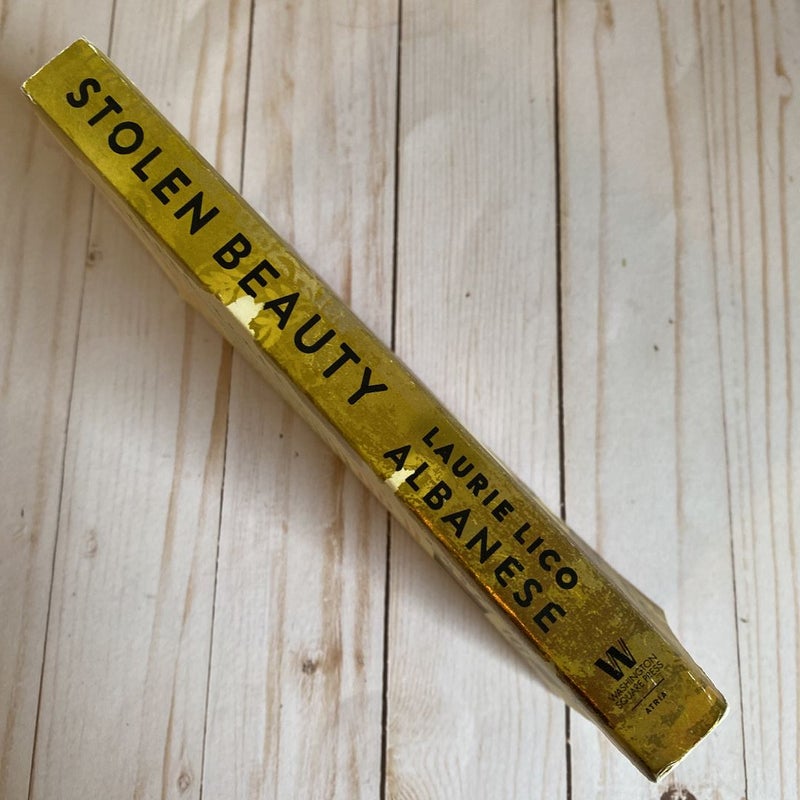 STOLEN BEAUTY
LAURIE LICO
ALBANESE
W
WASHINGTON
SQUARE PRESS
ATRIA